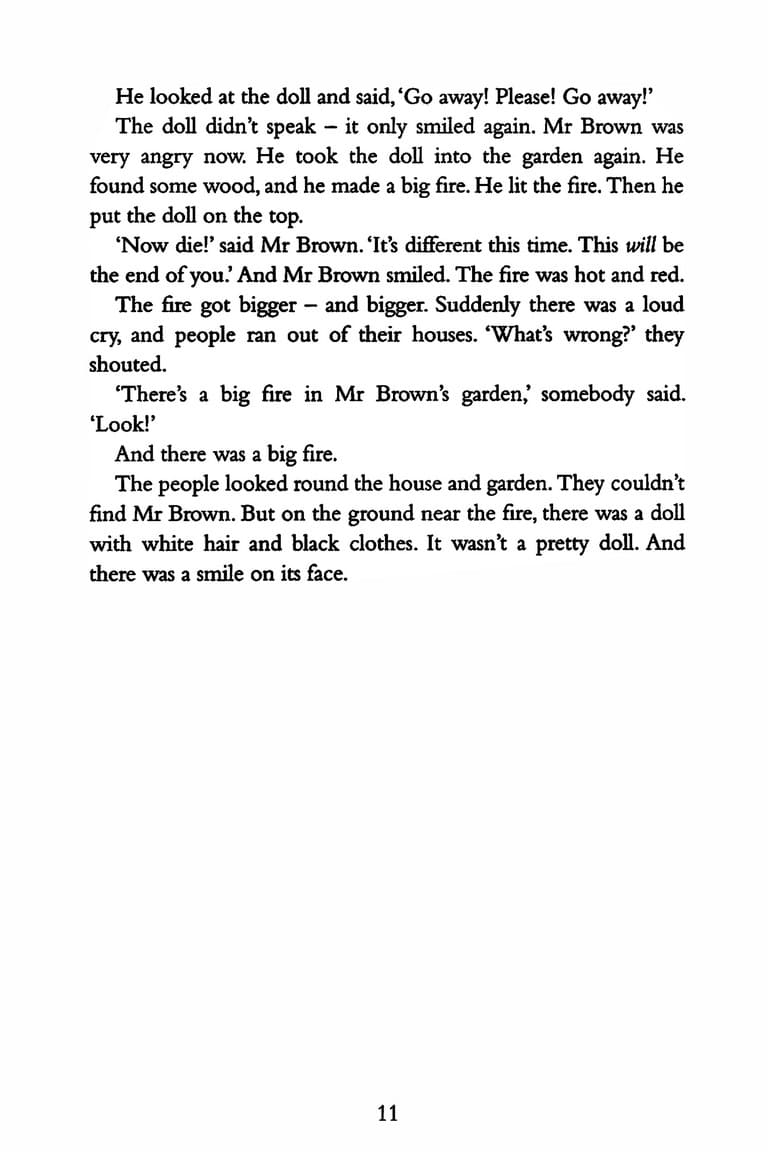 He looked at the doll and said, ‘Go away! Please! Go away!’
The doll didn’t speak – it only smiled again. Mr Brown was
very angry now. He took the doll into the garden again. He
found some wood, and he made a big fire. He lit the fire. Then he
put the doll on the top.
‘Now die!’ said Mr Brown. ‘It’s different this time. This will be
the end of you.’ And Mr Brown smiled. The fire was hot and red.
The fire got bigger – and bigger. Suddenly there was a loud
cry, and people ran out of their houses. ‘What’s wrong?’ they
shouted.
‘There’s a big fire in Mr Brown’s garden,’ somebody said.
‘Look!’
And there was a big fire.
The people looked round the house and garden. They couldn’t
find Mr Brown. But on the ground near the fire, there was a doll
with white hair and black clothes. It wasn’t a pretty doll. And
there was a smile on its face.
11